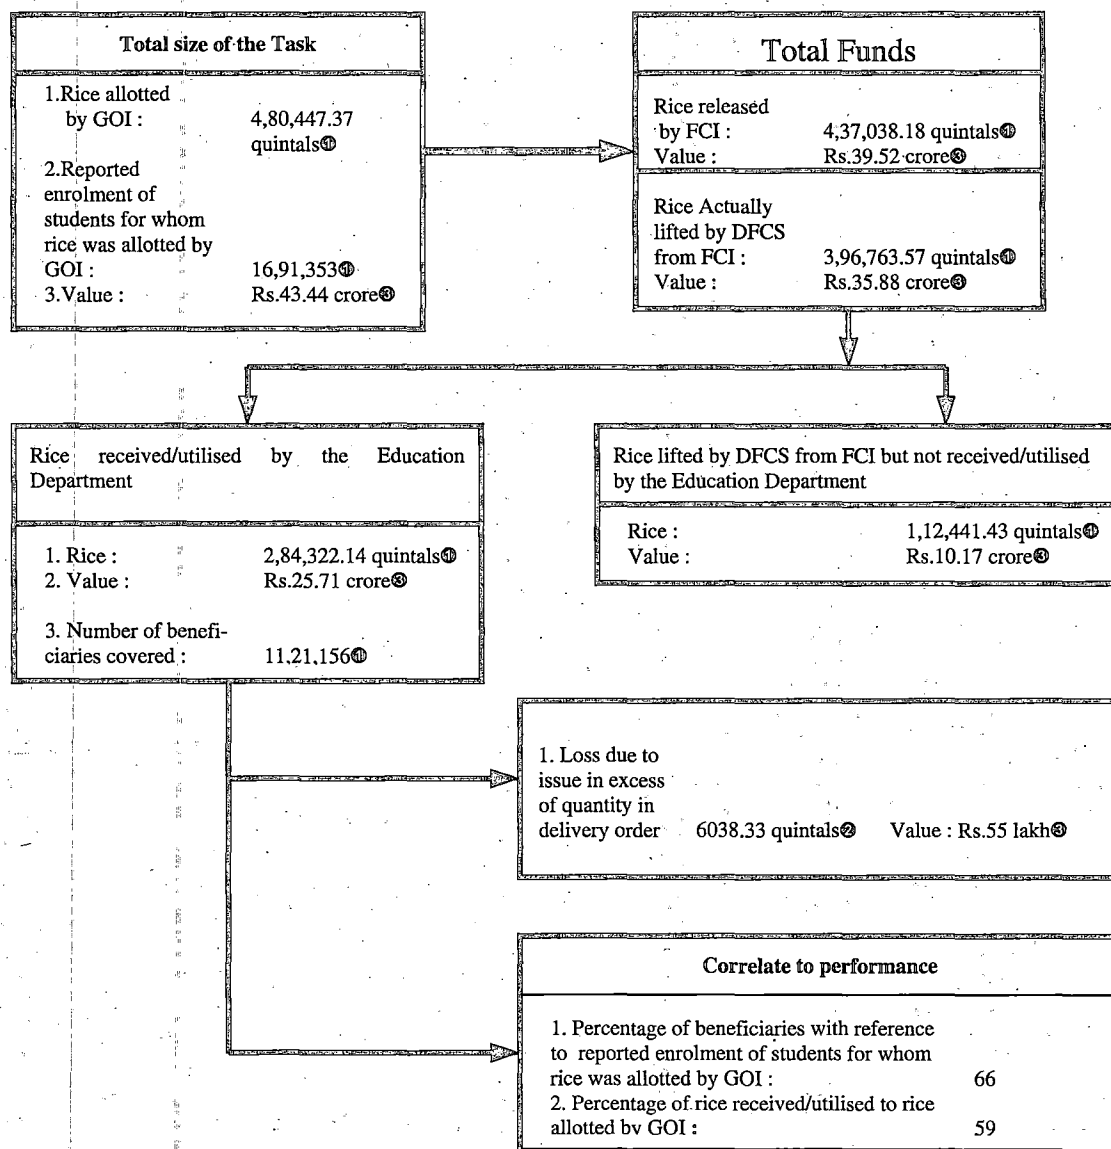 Total size of the Task
1.Rice allotted
by GOI : 4,80,447.37
quintals①
2.Reported
enrolment of
students for whom
rice was allotted by
GOI : 16,91,353①
3.Value : Rs.43.44 crore③
Total Funds
Rice released
by FCI : 4,37,038.18 quintals①
Value : Rs.39.52 crore③
Rice Actually
lifted by DFCS
from FCI : 3,96,763.57 quintals①
Value : Rs.35.88 crore③
Rice received/utilised by the Education
Department
1. Rice : 2,84,322.14 quintals①
2. Value : Rs.25.71 crore③
3. Number of benefi-
ciaries covered : 11,21,156①
Rice lifted by DFCS from FCI but not received/utilised
by the Education Department
Rice : 1,12,441.43 quintals①
Value : Rs.10.17 crore③
1. Loss due to
issue in excess
of quantity in
delivery order 6038.33 quintals② Value : Rs.55 lakh③
Correlate to performance
1. Percentage of beneficiaries with reference
to reported enrolment of students for whom
rice was allotted by GOI : 66
2. Percentage of rice received/utilised to rice
allotted by GOI : 59